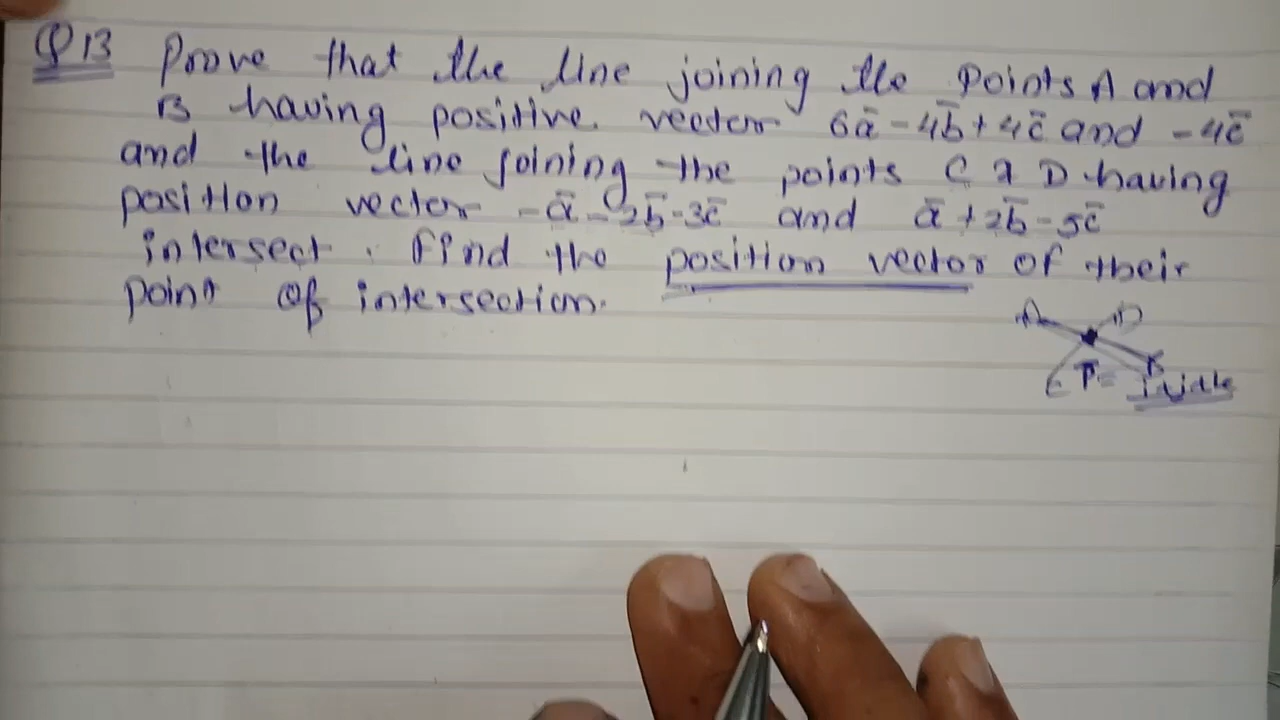 Q 13 Prove that the line joining the Points A and
B having positive vector 6a̅ - 4b̅ + 4c̅ and - 4c̅
and the line joining the points C & D having
position vector - a̅ - 2b̅ - 3c̅ and a̅ + 2b̅ - 5c̅
intersect. Find the position vector of their
point of intersection.
A D
C P̅ =